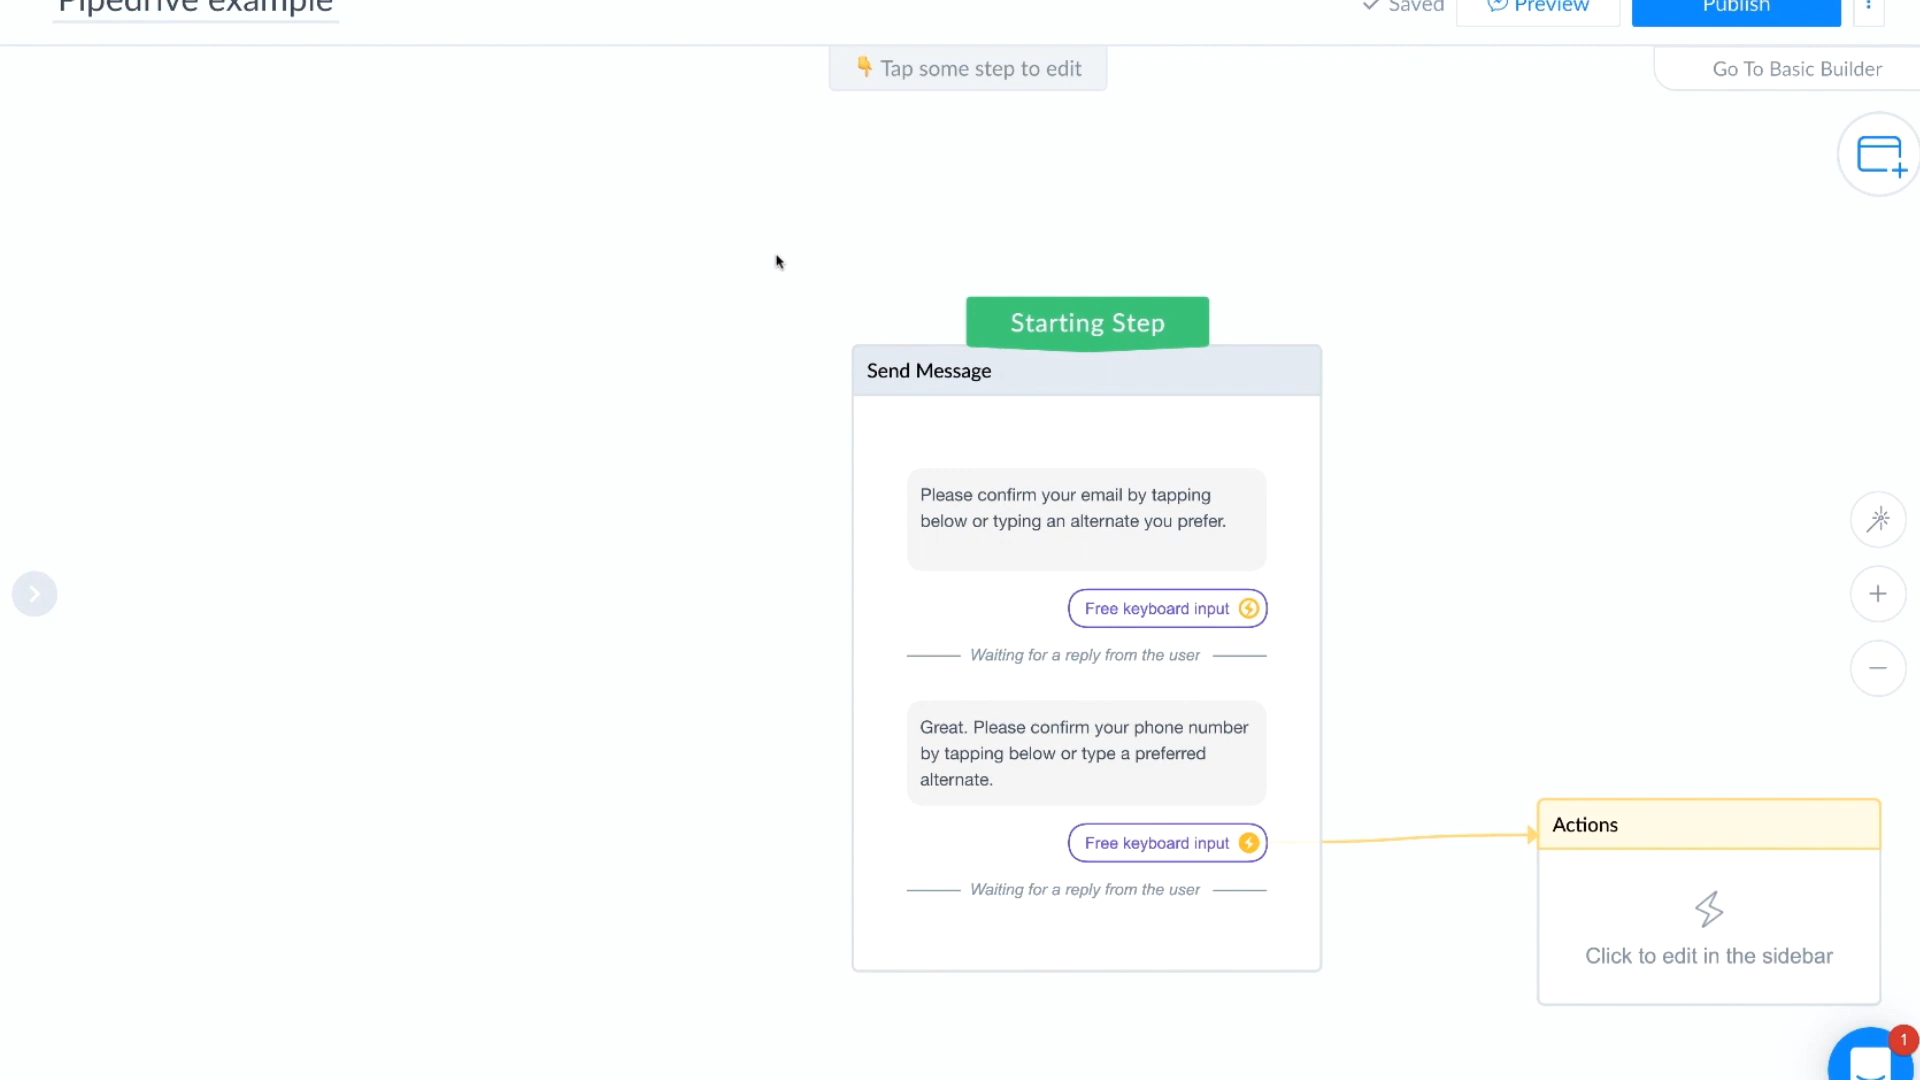 Pipedrive example
Saved
Preview
Publish
Tap some step to edit
Go To Basic Builder
Starting Step
Send Message
Please confirm your email by tapping
below or typing an alternate you prefer.
Free keyboard input
Waiting for a reply from the user
Great. Please confirm your phone number
by tapping below or type a preferred
alternate.
Free keyboard input
Waiting for a reply from the user
Actions
Click to edit in the sidebar
1